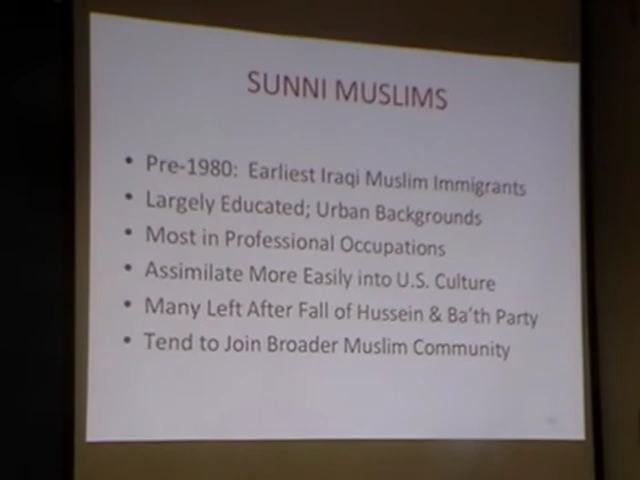 SUNNI MUSLIMS
• Pre-1980: Earliest Iraqi Muslim Immigrants
• Largely Educated; Urban Backgrounds
• Most in Professional Occupations
• Assimilate More Easily into U.S. Culture
• Many Left After Fall of Hussein & Ba'th Party
• Tend to Join Broader Muslim Community